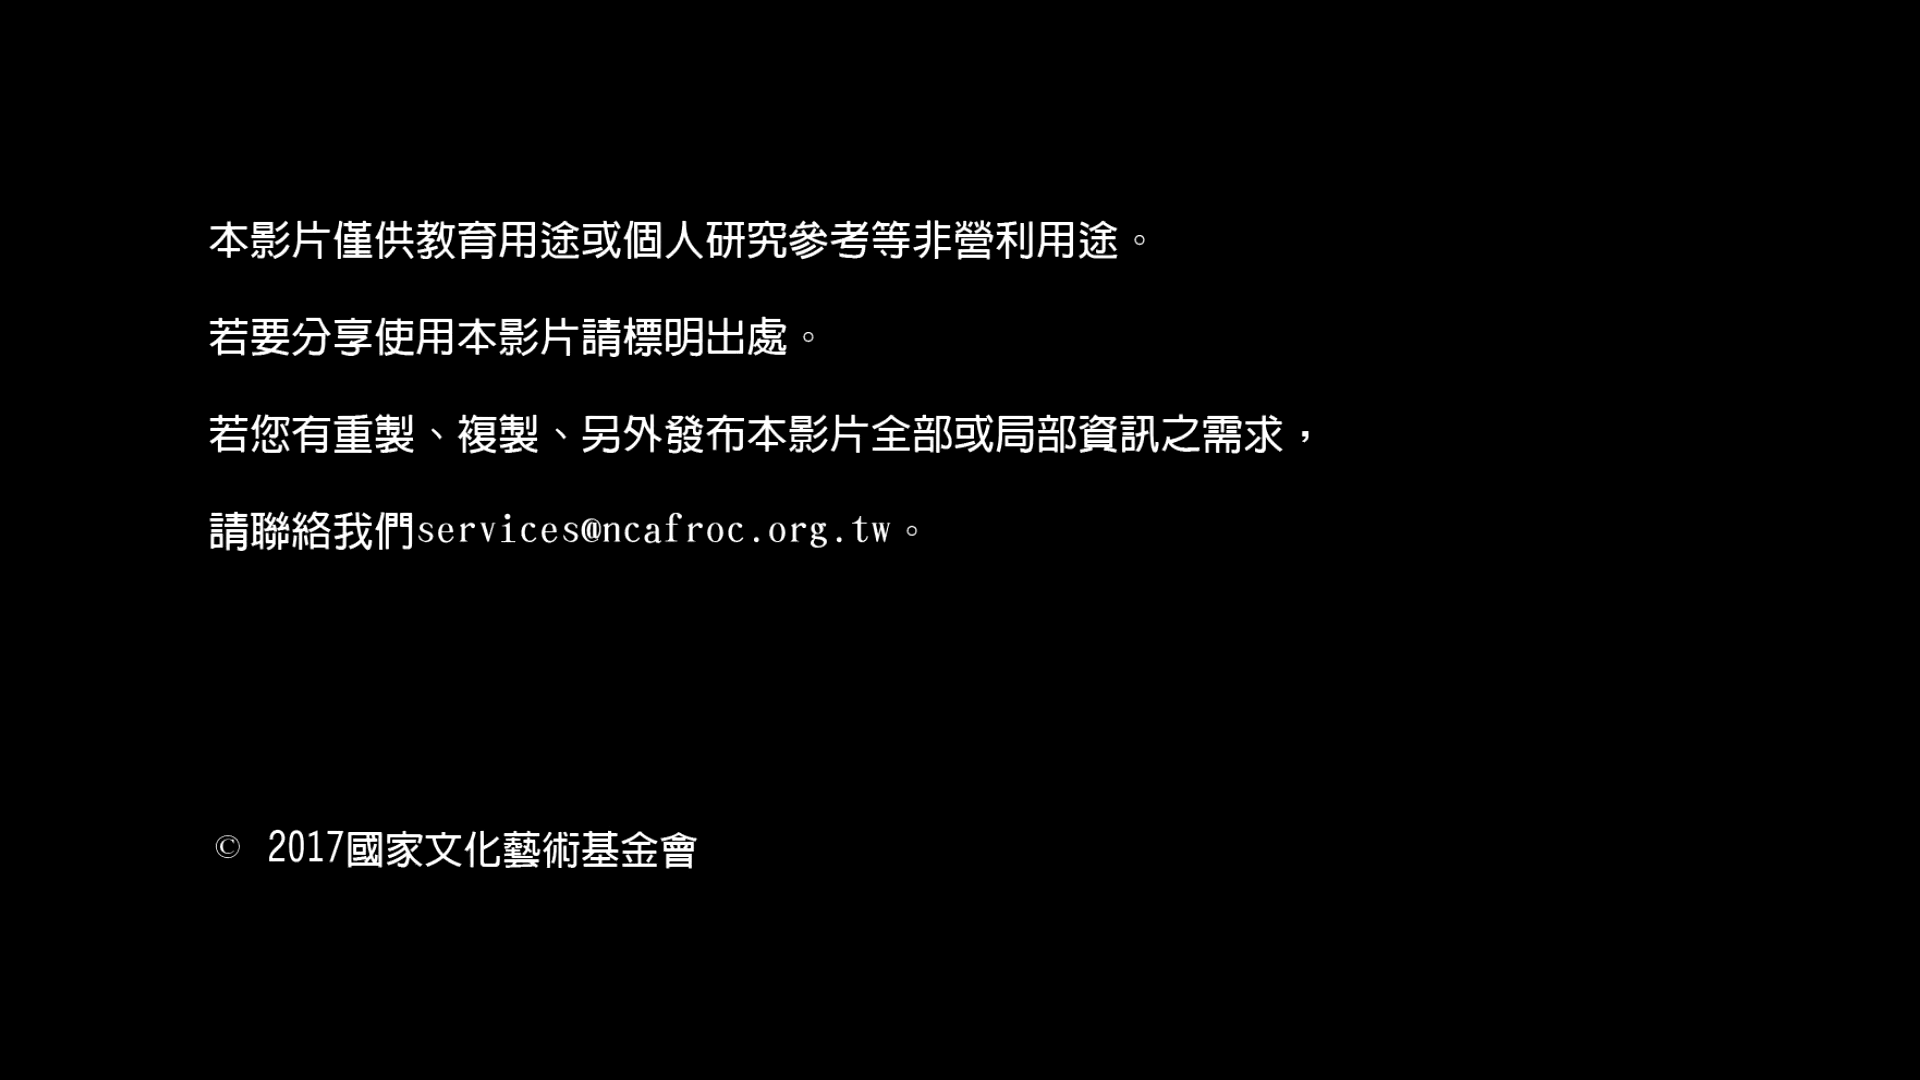 本影片僅供教育用途或個人研究參考等非營利用途。
若要分享使用本影片請標明出處。
若您有重製、複製、另外發布本影片全部或局部資訊之需求，
請聯絡我們services@ncafroc.org.tw。
© 2017國家文化藝術基金會